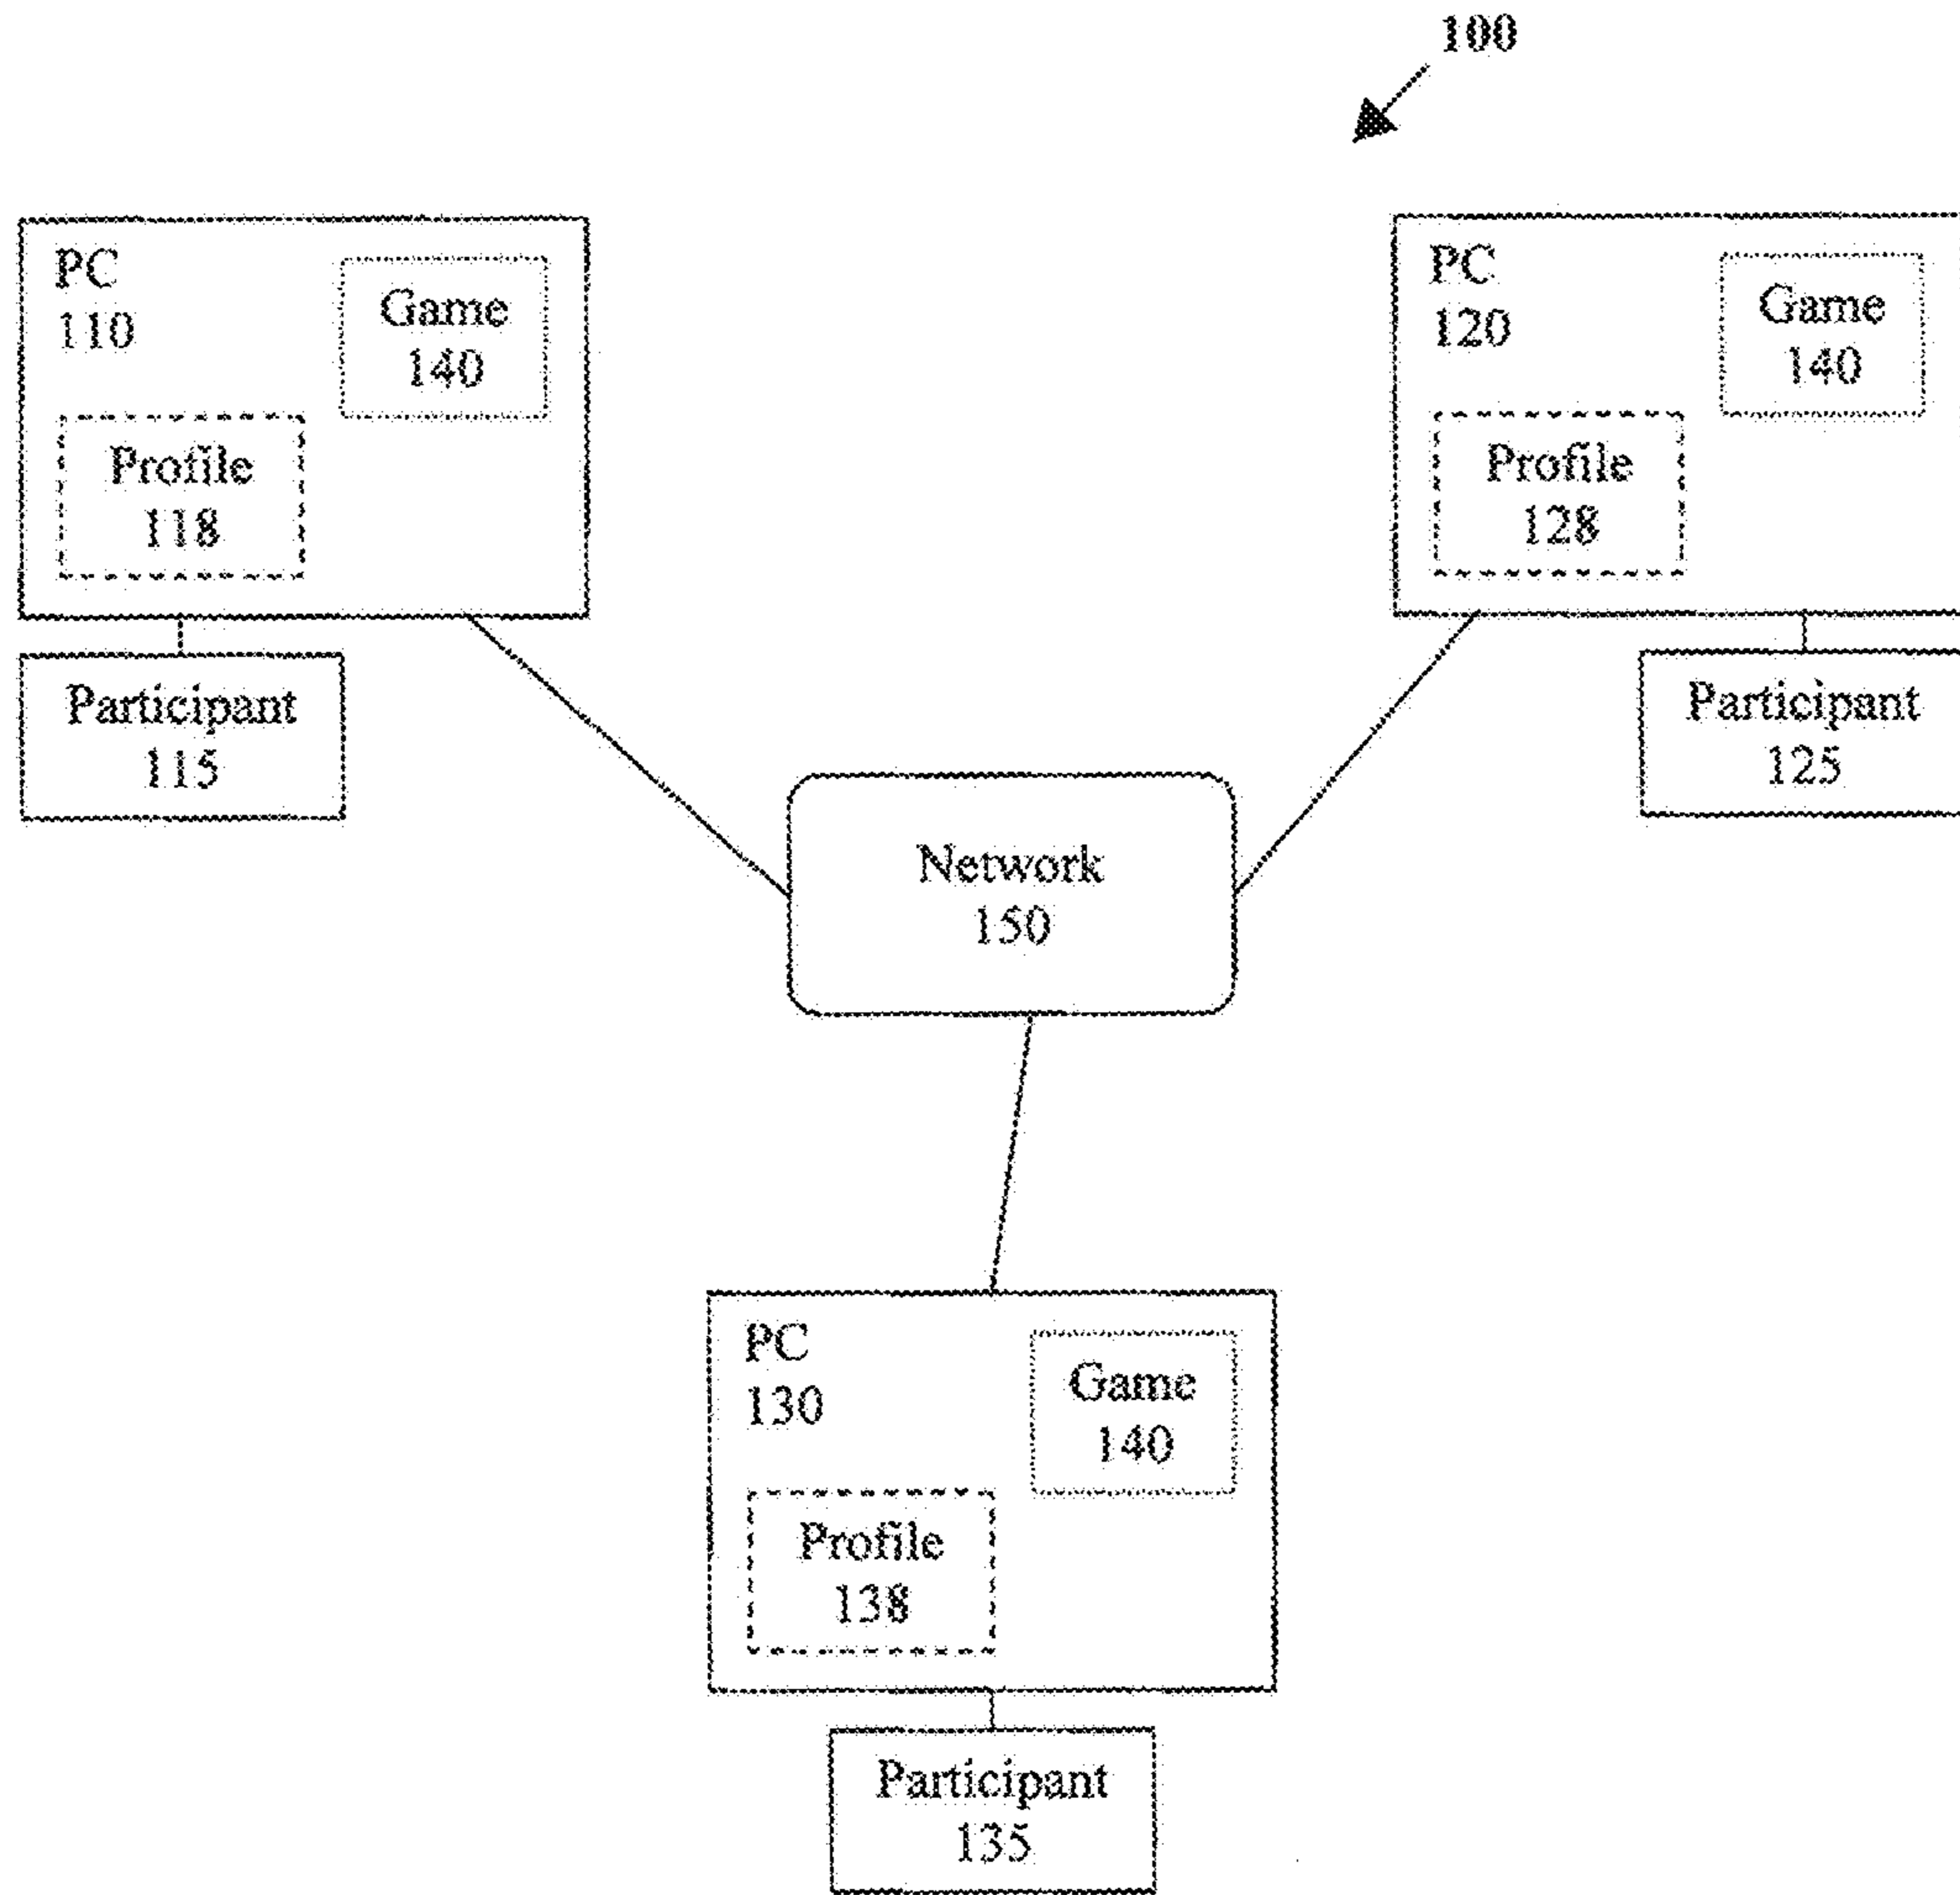 100
PC
110
Game
140
Profile
118
Participant
115
PC
120
Game
140
Profile
128
Participant
125
Network
150
PC
130
Game
140
Profile
138
Participant
135